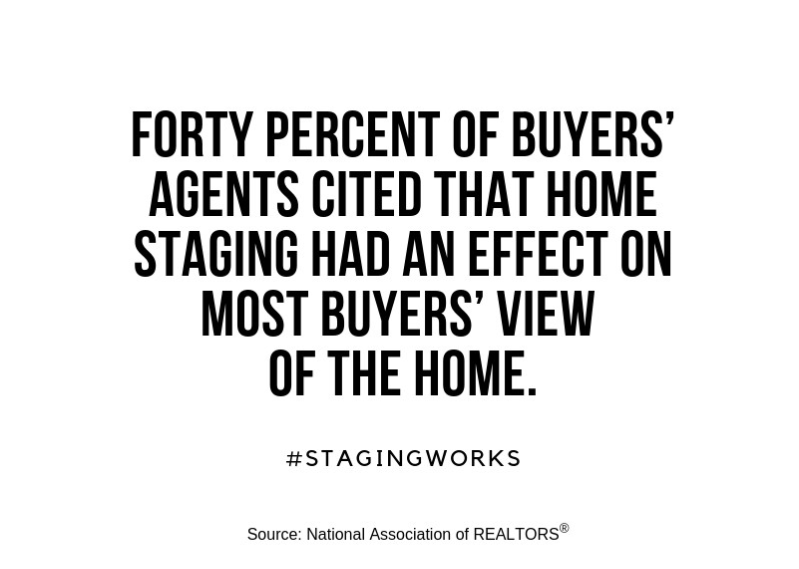 FORTY PERCENT OF BUYERS’
AGENTS CITED THAT HOME
STAGING HAD AN EFFECT ON
MOST BUYERS’ VIEW
OF THE HOME.
#STAGINGWORKS
Source: National Association of REALTORS®